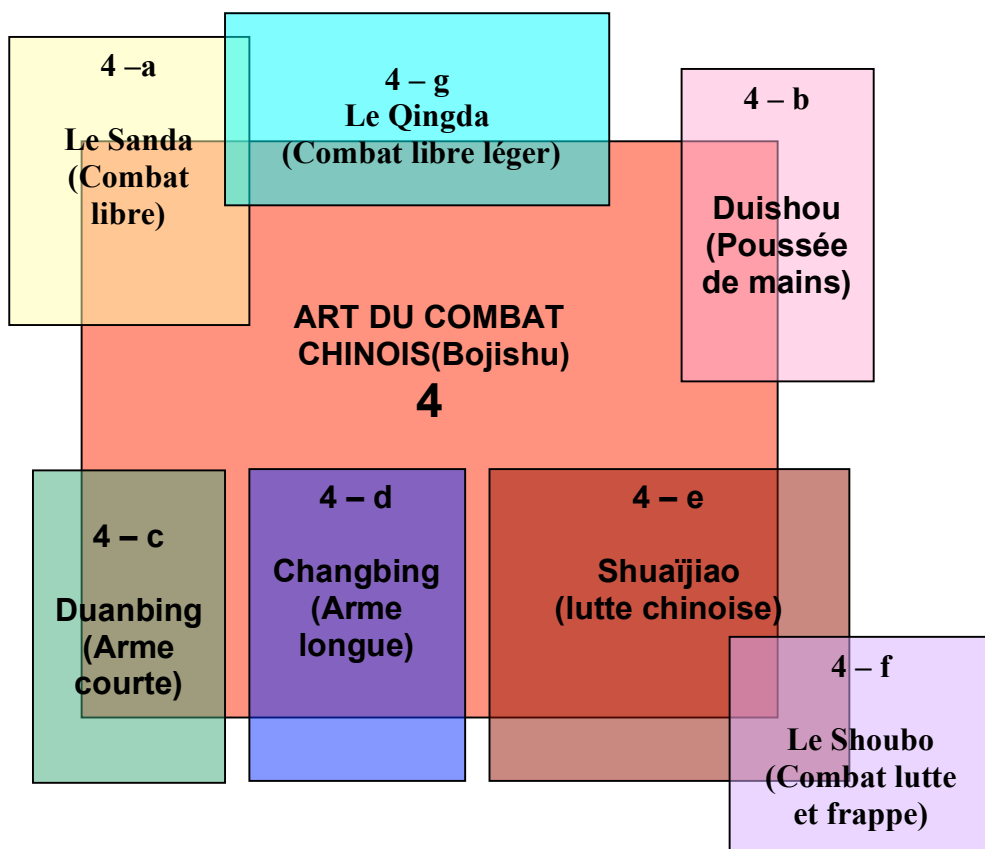 4 –a
Le Sanda
(Combat
libre)
4 – g
Le Qingda
(Combat libre léger)
4 – b
Duishou
(Poussée
de mains)
ART DU COMBAT
CHINOIS(Bojishu)
4
4 – c
Duanbing
(Arme
courte)
4 – d
Changbing
(Arme
longue)
4 – e
Shuaïjiao
(lutte chinoise)
4 – f
Le Shoubo
(Combat lutte
et frappe)